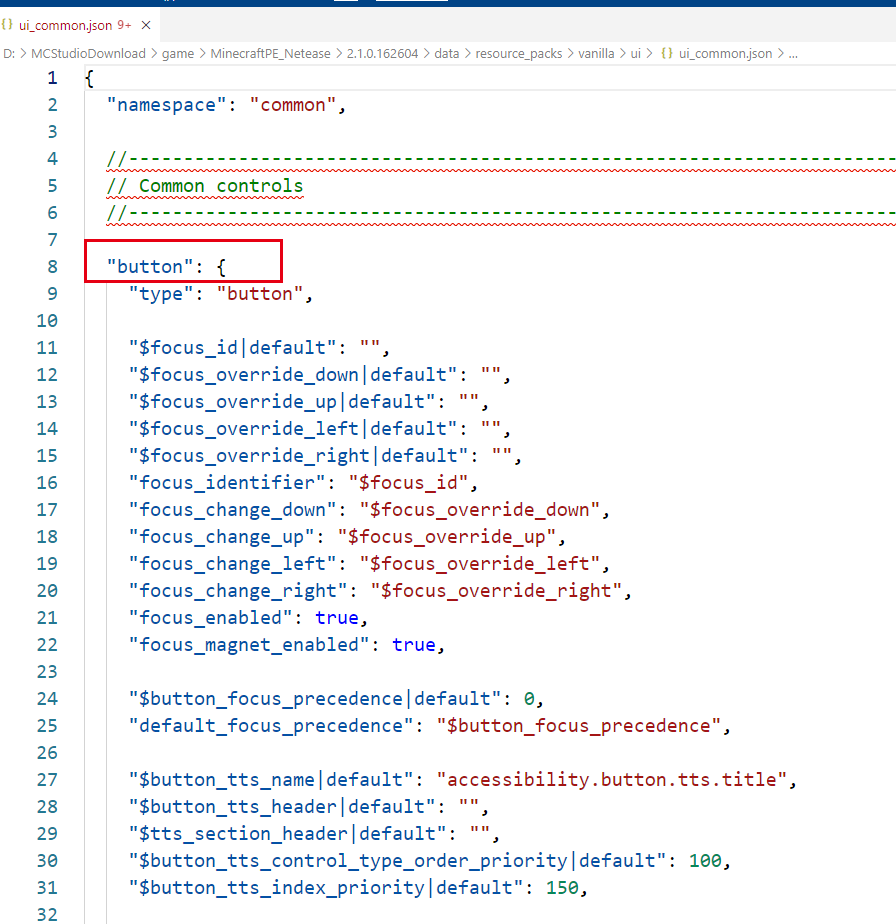 {} ui_common.json 9+ ×
D: > MCStudioDownload > game > MinecraftPE_Netease > 2.1.0.162604 > data > resource_packs > vanilla > ui > {} ui_common.json > ...
1 {
2 "namespace": "common",
3
4 //----------------------------------------------------------------------
5 // Common controls
6 //----------------------------------------------------------------------
7
8 "button": {
9 "type": "button",
10
11 "$focus_id|default": "",
12 "$focus_override_down|default": "",
13 "$focus_override_up|default": "",
14 "$focus_override_left|default": "",
15 "$focus_override_right|default": "",
16 "focus_identifier": "$focus_id",
17 "focus_change_down": "$focus_override_down",
18 "focus_change_up": "$focus_override_up",
19 "focus_change_left": "$focus_override_left",
20 "focus_change_right": "$focus_override_right",
21 "focus_enabled": true,
22 "focus_magnet_enabled": true,
23
24 "$button_focus_precedence|default": 0,
25 "default_focus_precedence": "$button_focus_precedence",
26
27 "$button_tts_name|default": "accessibility.button.tts.title",
28 "$button_tts_header|default": "",
29 "$tts_section_header|default": "",
30 "$button_tts_control_type_order_priority|default": 100,
31 "$button_tts_index_priority|default": 150,
32